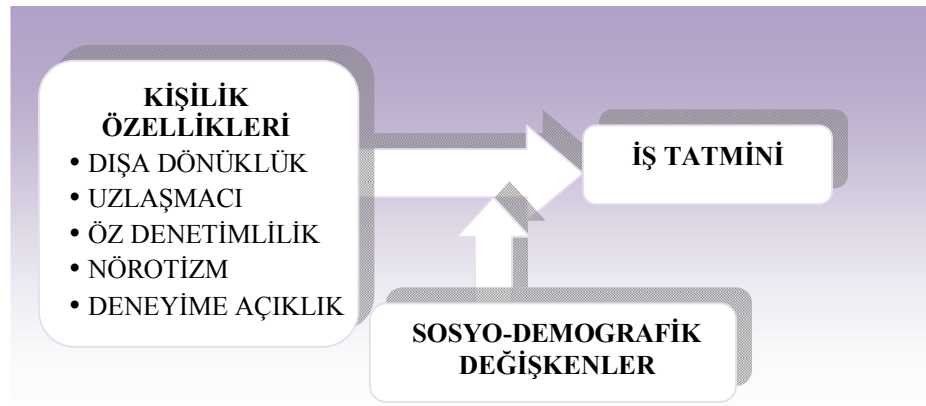 KİŞİLİK
ÖZELLİKLERİ
• DIŞA DÖNÜKLÜK
• UZLAŞMACI
• ÖZ DENETİMLİLİK
• NÖROTİZM
• DENEYİME AÇIKLIK
İŞ TATMİNİ
SOSYO-DEMOGRAFİK
DEĞİŞKENLER